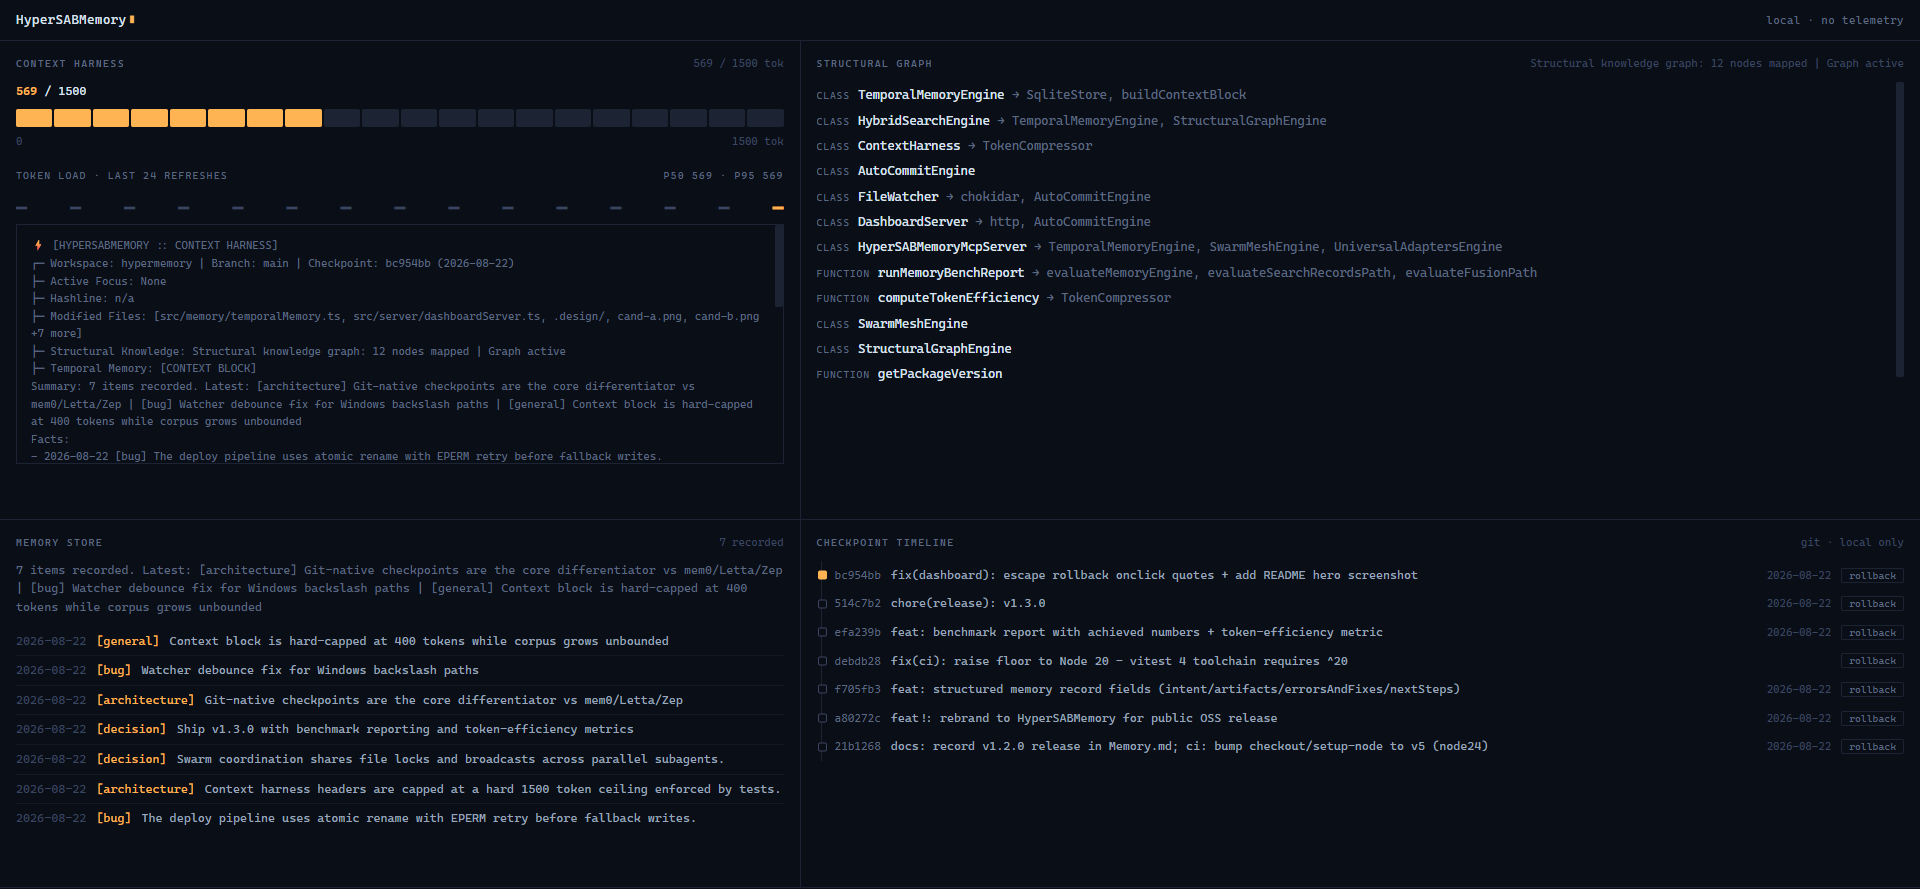 HyperSABMemory
local · no telemetry
CONTEXT HARNESS
569 / 1500 tok
569 / 1500
0
1500 tok
TOKEN LOAD · LAST 24 REFRESHES
P50 569 · P95 569
⚡ [HYPERSABMEMORY :: CONTEXT HARNESS]
┌─ Workspace: hypermemory | Branch: main | Checkpoint: bc954bb (2026-08-22)
├─ Active Focus: None
├─ Hashline: n/a
├─ Modified Files: [src/memory/temporalMemory.ts, src/server/dashboardServer.ts, .design/, cand-a.png, cand-b.png
+7 more]
├─ Structural Knowledge: Structural knowledge graph: 12 nodes mapped | Graph active
├─ Temporal Memory: [CONTEXT BLOCK]
Summary: 7 items recorded. Latest: [architecture] Git-native checkpoints are the core differentiator vs
mem0/Letta/Zep | [bug] Watcher debounce fix for Windows backslash paths | [general] Context block is hard-capped
at 400 tokens while corpus grows unbounded
Facts:
- 2026-08-22 [bug] The deploy pipeline uses atomic rename with EPERM retry before fallback writes.
STRUCTURAL GRAPH
Structural knowledge graph: 12 nodes mapped | Graph active
CLASS TemporalMemoryEngine → SqliteStore, buildContextBlock
CLASS HybridSearchEngine → TemporalMemoryEngine, StructuralGraphEngine
CLASS ContextHarness → TokenCompressor
CLASS AutoCommitEngine
CLASS FileWatcher → chokidar, AutoCommitEngine
CLASS DashboardServer → http, AutoCommitEngine
CLASS HyperSABMemoryMcpServer → TemporalMemoryEngine, SwarmMeshEngine, UniversalAdaptersEngine
FUNCTION runMemoryBenchReport → evaluateMemoryEngine, evaluateSearchRecordsPath, evaluateFusionPath
FUNCTION computeTokenEfficiency → TokenCompressor
CLASS SwarmMeshEngine
CLASS StructuralGraphEngine
FUNCTION getPackageVersion
MEMORY STORE
7 recorded
7 items recorded. Latest: [architecture] Git-native checkpoints are the core differentiator vs mem0/Letta/Zep
| [bug] Watcher debounce fix for Windows backslash paths | [general] Context block is hard-capped at 400
tokens while corpus grows unbounded
2026-08-22 [general] Context block is hard-capped at 400 tokens while corpus grows unbounded
2026-08-22 [bug] Watcher debounce fix for Windows backslash paths
2026-08-22 [architecture] Git-native checkpoints are the core differentiator vs mem0/Letta/Zep
2026-08-22 [decision] Ship v1.3.0 with benchmark reporting and token-efficiency metrics
2026-08-22 [decision] Swarm coordination shares file locks and broadcasts across parallel subagents.
2026-08-22 [architecture] Context harness headers are capped at a hard 1500 token ceiling enforced by tests.
2026-08-22 [bug] The deploy pipeline uses atomic rename with EPERM retry before fallback writes.
CHECKPOINT TIMELINE
git · local only
bc954bb fix(dashboard): escape rollback onclick quotes + add README hero screenshot 2026-08-22 rollback
514c7b2 chore(release): v1.3.0 2026-08-22 rollback
efa239b feat: benchmark report with achieved numbers + token-efficiency metric 2026-08-22 rollback
debdb28 fix(ci): raise floor to Node 20 - vitest 4 toolchain requires ^20 rollback
f705fb3 feat: structured memory record fields (intent/artifacts/errorsAndFixes/nextSteps) 2026-08-22 rollback
a80272c feat!: rebrand to HyperSABMemory for public OSS release 2026-08-22 rollback
21b1268 docs: record v1.2.0 release in Memory.md; ci: bump checkout/setup-node to v5 (node24) 2026-08-22 rollback